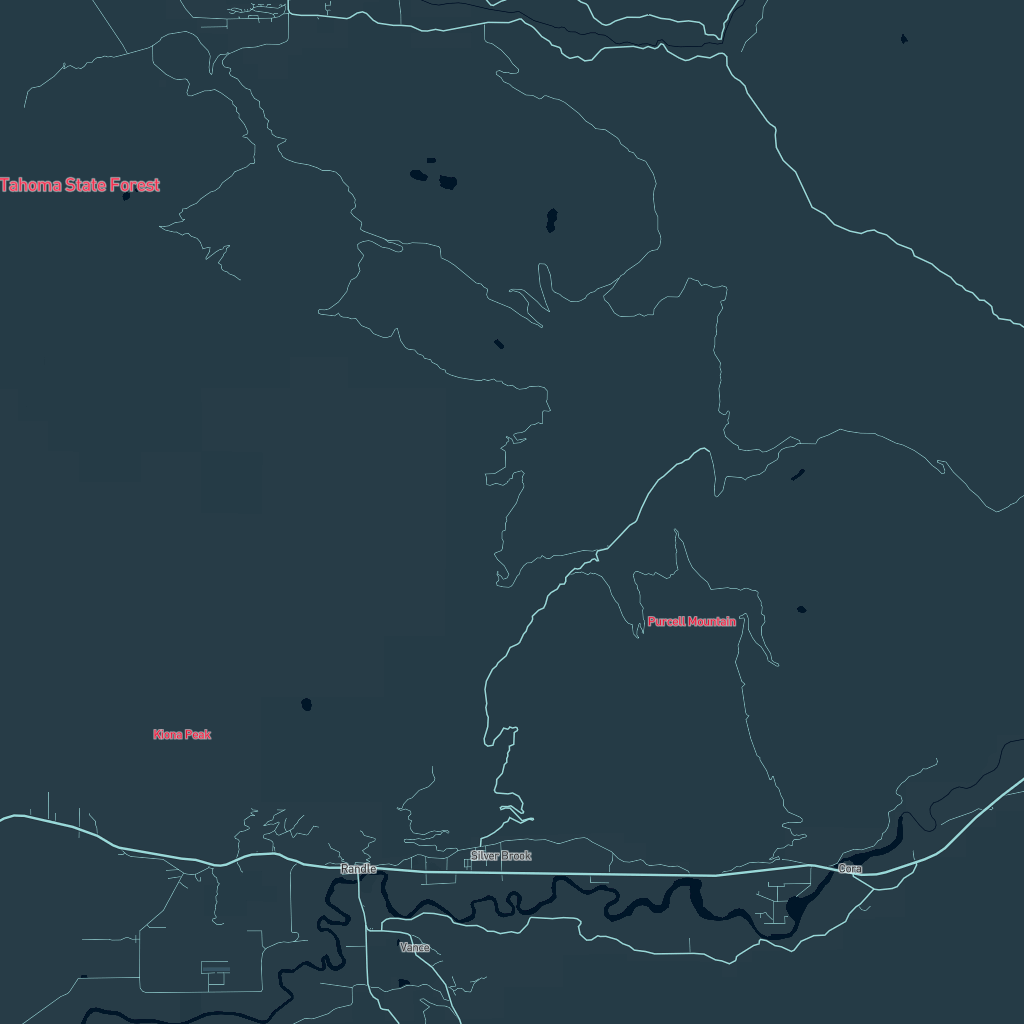 Tahoma State Forest
Purcell Mountain
Kiona Peak
Silver Brook
Randle
Cora
Vance